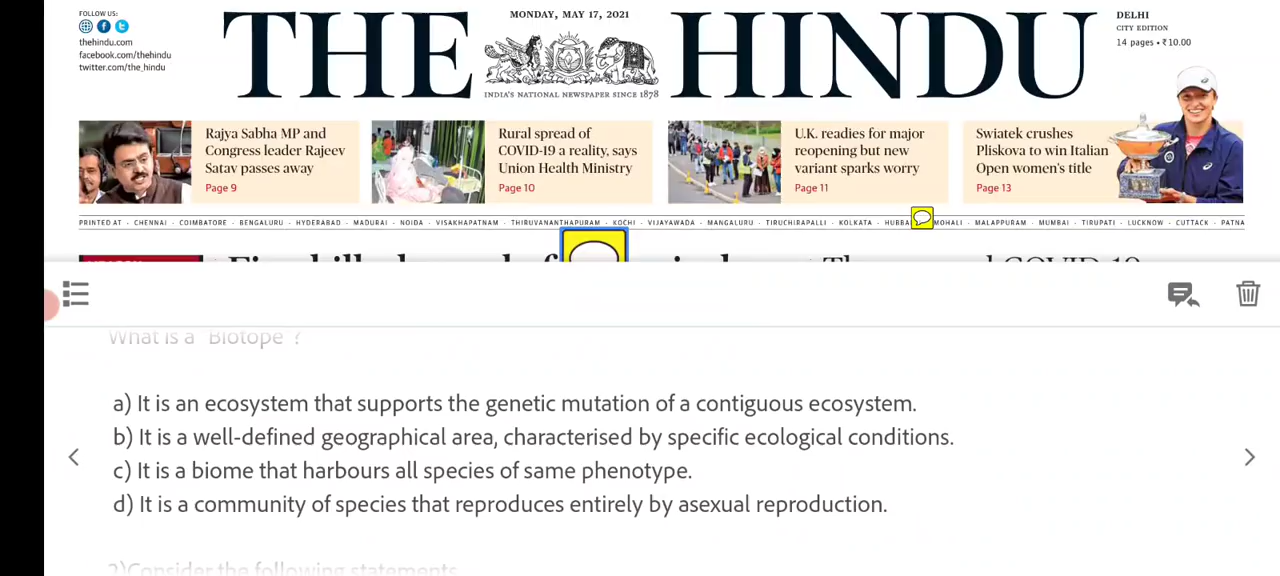 FOLLOW US:
thehindu.com
facebook.com/thehindu
twitter.com/the_hindu
MONDAY, MAY 17, 2021
THE HINDU
INDIA'S NATIONAL NEWSPAPER SINCE 1878
DELHI
CITY EDITION
14 pages • ₹10.00
Rajya Sabha MP and
Congress leader Rajeev
Satav passes away
Page 9
Rural spread of
COVID-19 a reality, says
Union Health Ministry
Page 10
U.K. readies for major
reopening but new
variant sparks worry
Page 11
Swiatek crushes
Pliskova to win Italian
Open women's title
Page 13
PRINTED AT · CHENNAI · COIMBATORE · BENGALURU · HYDERABAD · MADURAI · NOIDA · VISAKHAPATNAM · THIRUVANANTHAPURAM · KOCHI · VIJAYAWADA · MANGALURU · TIRUCHIRAPALLI · KOLKATA · HUBBA MOHALI · MALAPPURAM · MUMBAI · TIRUPATI · LUCKNOW · CUTTACK · PATNA
What is a "Biotope"?
a) It is an ecosystem that supports the genetic mutation of a contiguous ecosystem.
b) It is a well-defined geographical area, characterised by specific ecological conditions.
c) It is a biome that harbours all species of same phenotype.
d) It is a community of species that reproduces entirely by asexual reproduction.
2)Consider the following statements